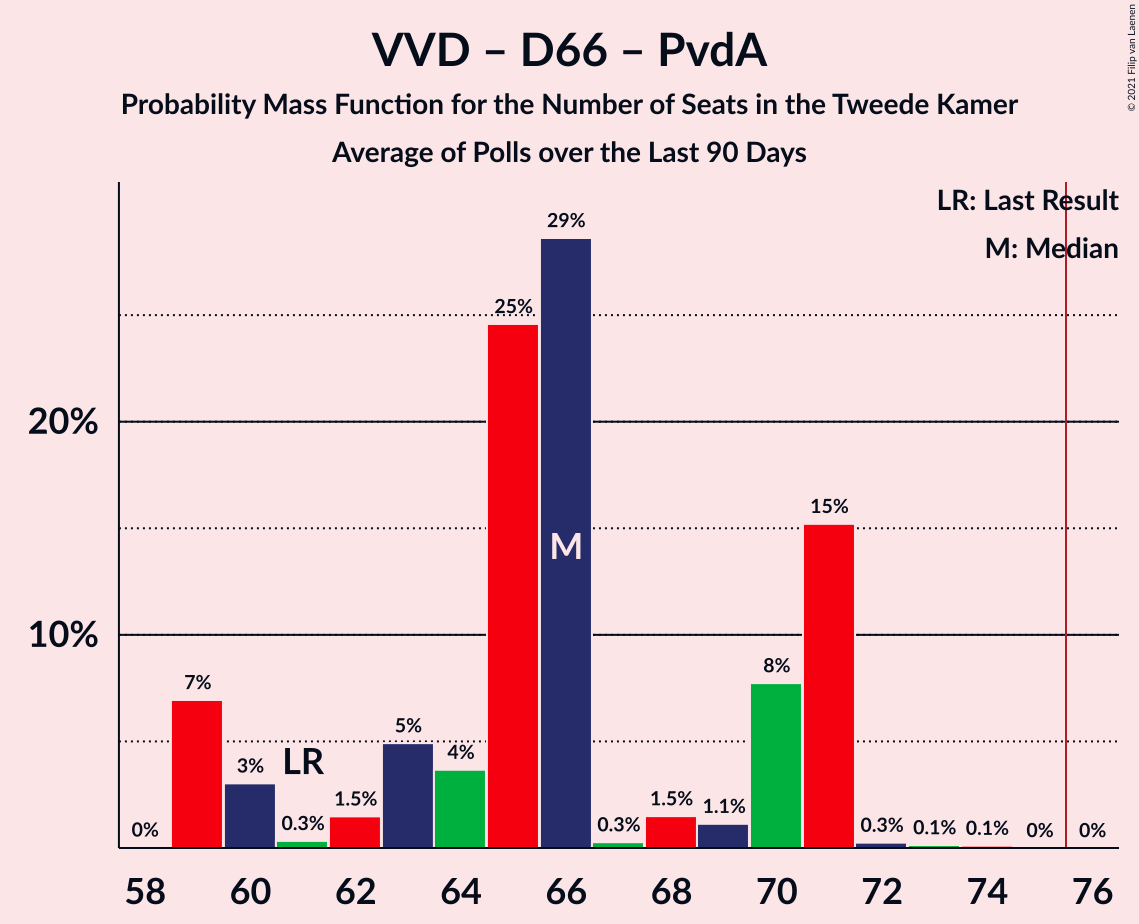 VVD – D66 – PvdA
Probability Mass Function for the Number of Seats in the Tweede Kamer
Average of Polls over the Last 90 Days
© 2021 Filip van Laenen
LR: Last Result
M: Median
29%
25%
20%
15%
M
10%
8%
7%
5%
4%
LR
3%
1.5%
1.5%
1.1%
0.3%
0.3%
0.3%
0.1%
0.1%
0%
0%
0%
58 60 62 64 66 68 70 72 74 76